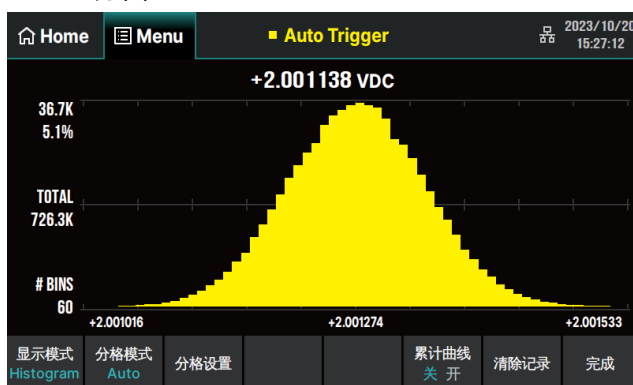 Home Menu Auto Trigger 2023/10/20
15:27:12
+2.001138 VDC
36.7K
5.1%
TOTAL
726.3K
# BINS
60
+2.001016 +2.001274 +2.001533
显示模式 分格模式 分格设置 累计曲线 清除记录 完成
Histogram Auto 关 开